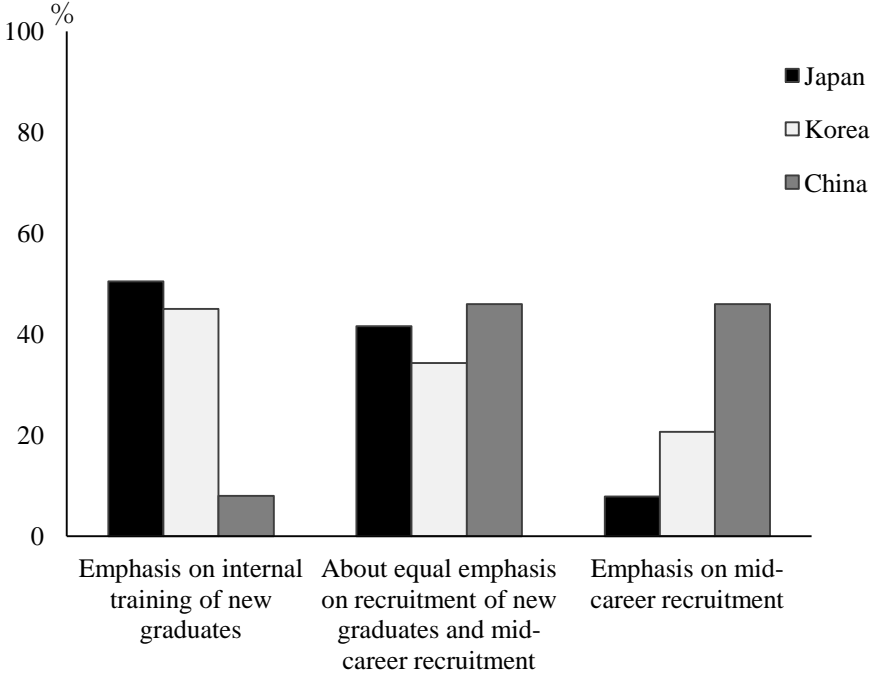 %
100
80
60
40
20
0
Japan
Korea
China
Emphasis on internal
training of new
graduates
About equal emphasis
on recruitment of new
graduates and mid-
career recruitment
Emphasis on mid-
career recruitment